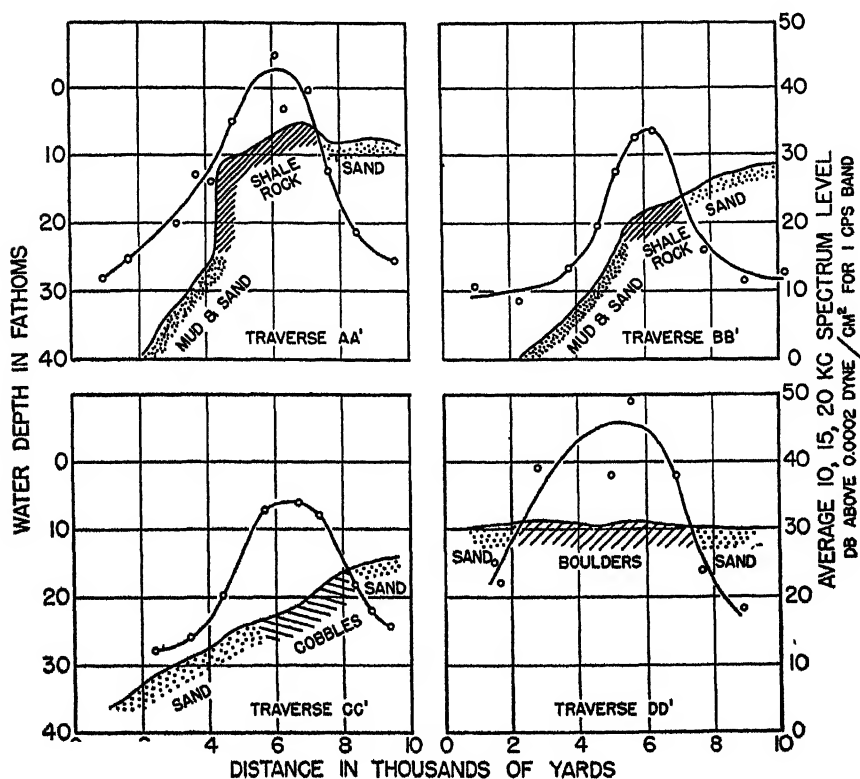 0
10
20
30
40
SHALE
ROCK
SAND
MUD & SAND
TRAVERSE AA'
50
40
30
20
10
0
SAND
SHALE
ROCK
MUD & SAND
TRAVERSE BB'
0
10
20
30
40
SAND
COBBLES
SAND
TRAVERSE CC'
50
40
30
20
10
0
SAND
BOULDERS
SAND
TRAVERSE DD'
4 6 8 10
0 2 4 6 8 10
WATER DEPTH IN FATHOMS
DISTANCE IN THOUSANDS OF YARDS
AVERAGE 10, 15, 20 KC SPECTRUM LEVEL
DB ABOVE 0.0002 DYNE/CM² FOR 1 CPS BAND